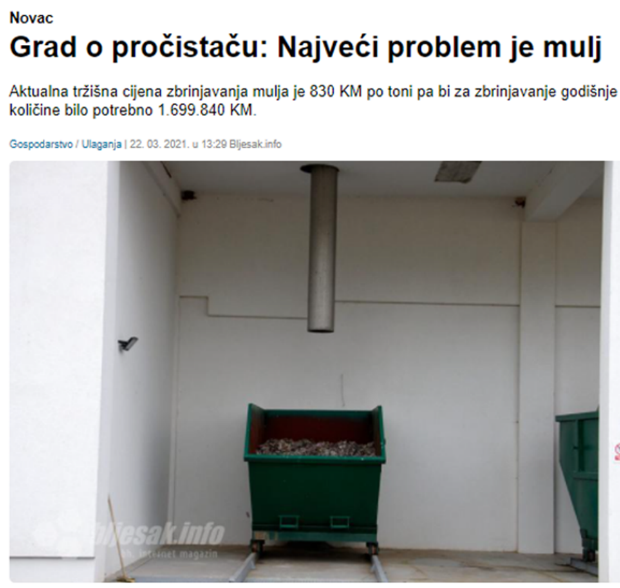 Novac
Grad o pročistaču: Najveći problem je mulj
Aktualna tržišna cijena zbrinjavanja mulja je 830 KM po toni pa bi za zbrinjavanje godišnje
količine bilo potrebno 1.699.840 KM.
Gospodarstvo / Ulaganja | 22. 03. 2021. u 13:29 Bljesak.info
bljesak.info
bh. internet magazin